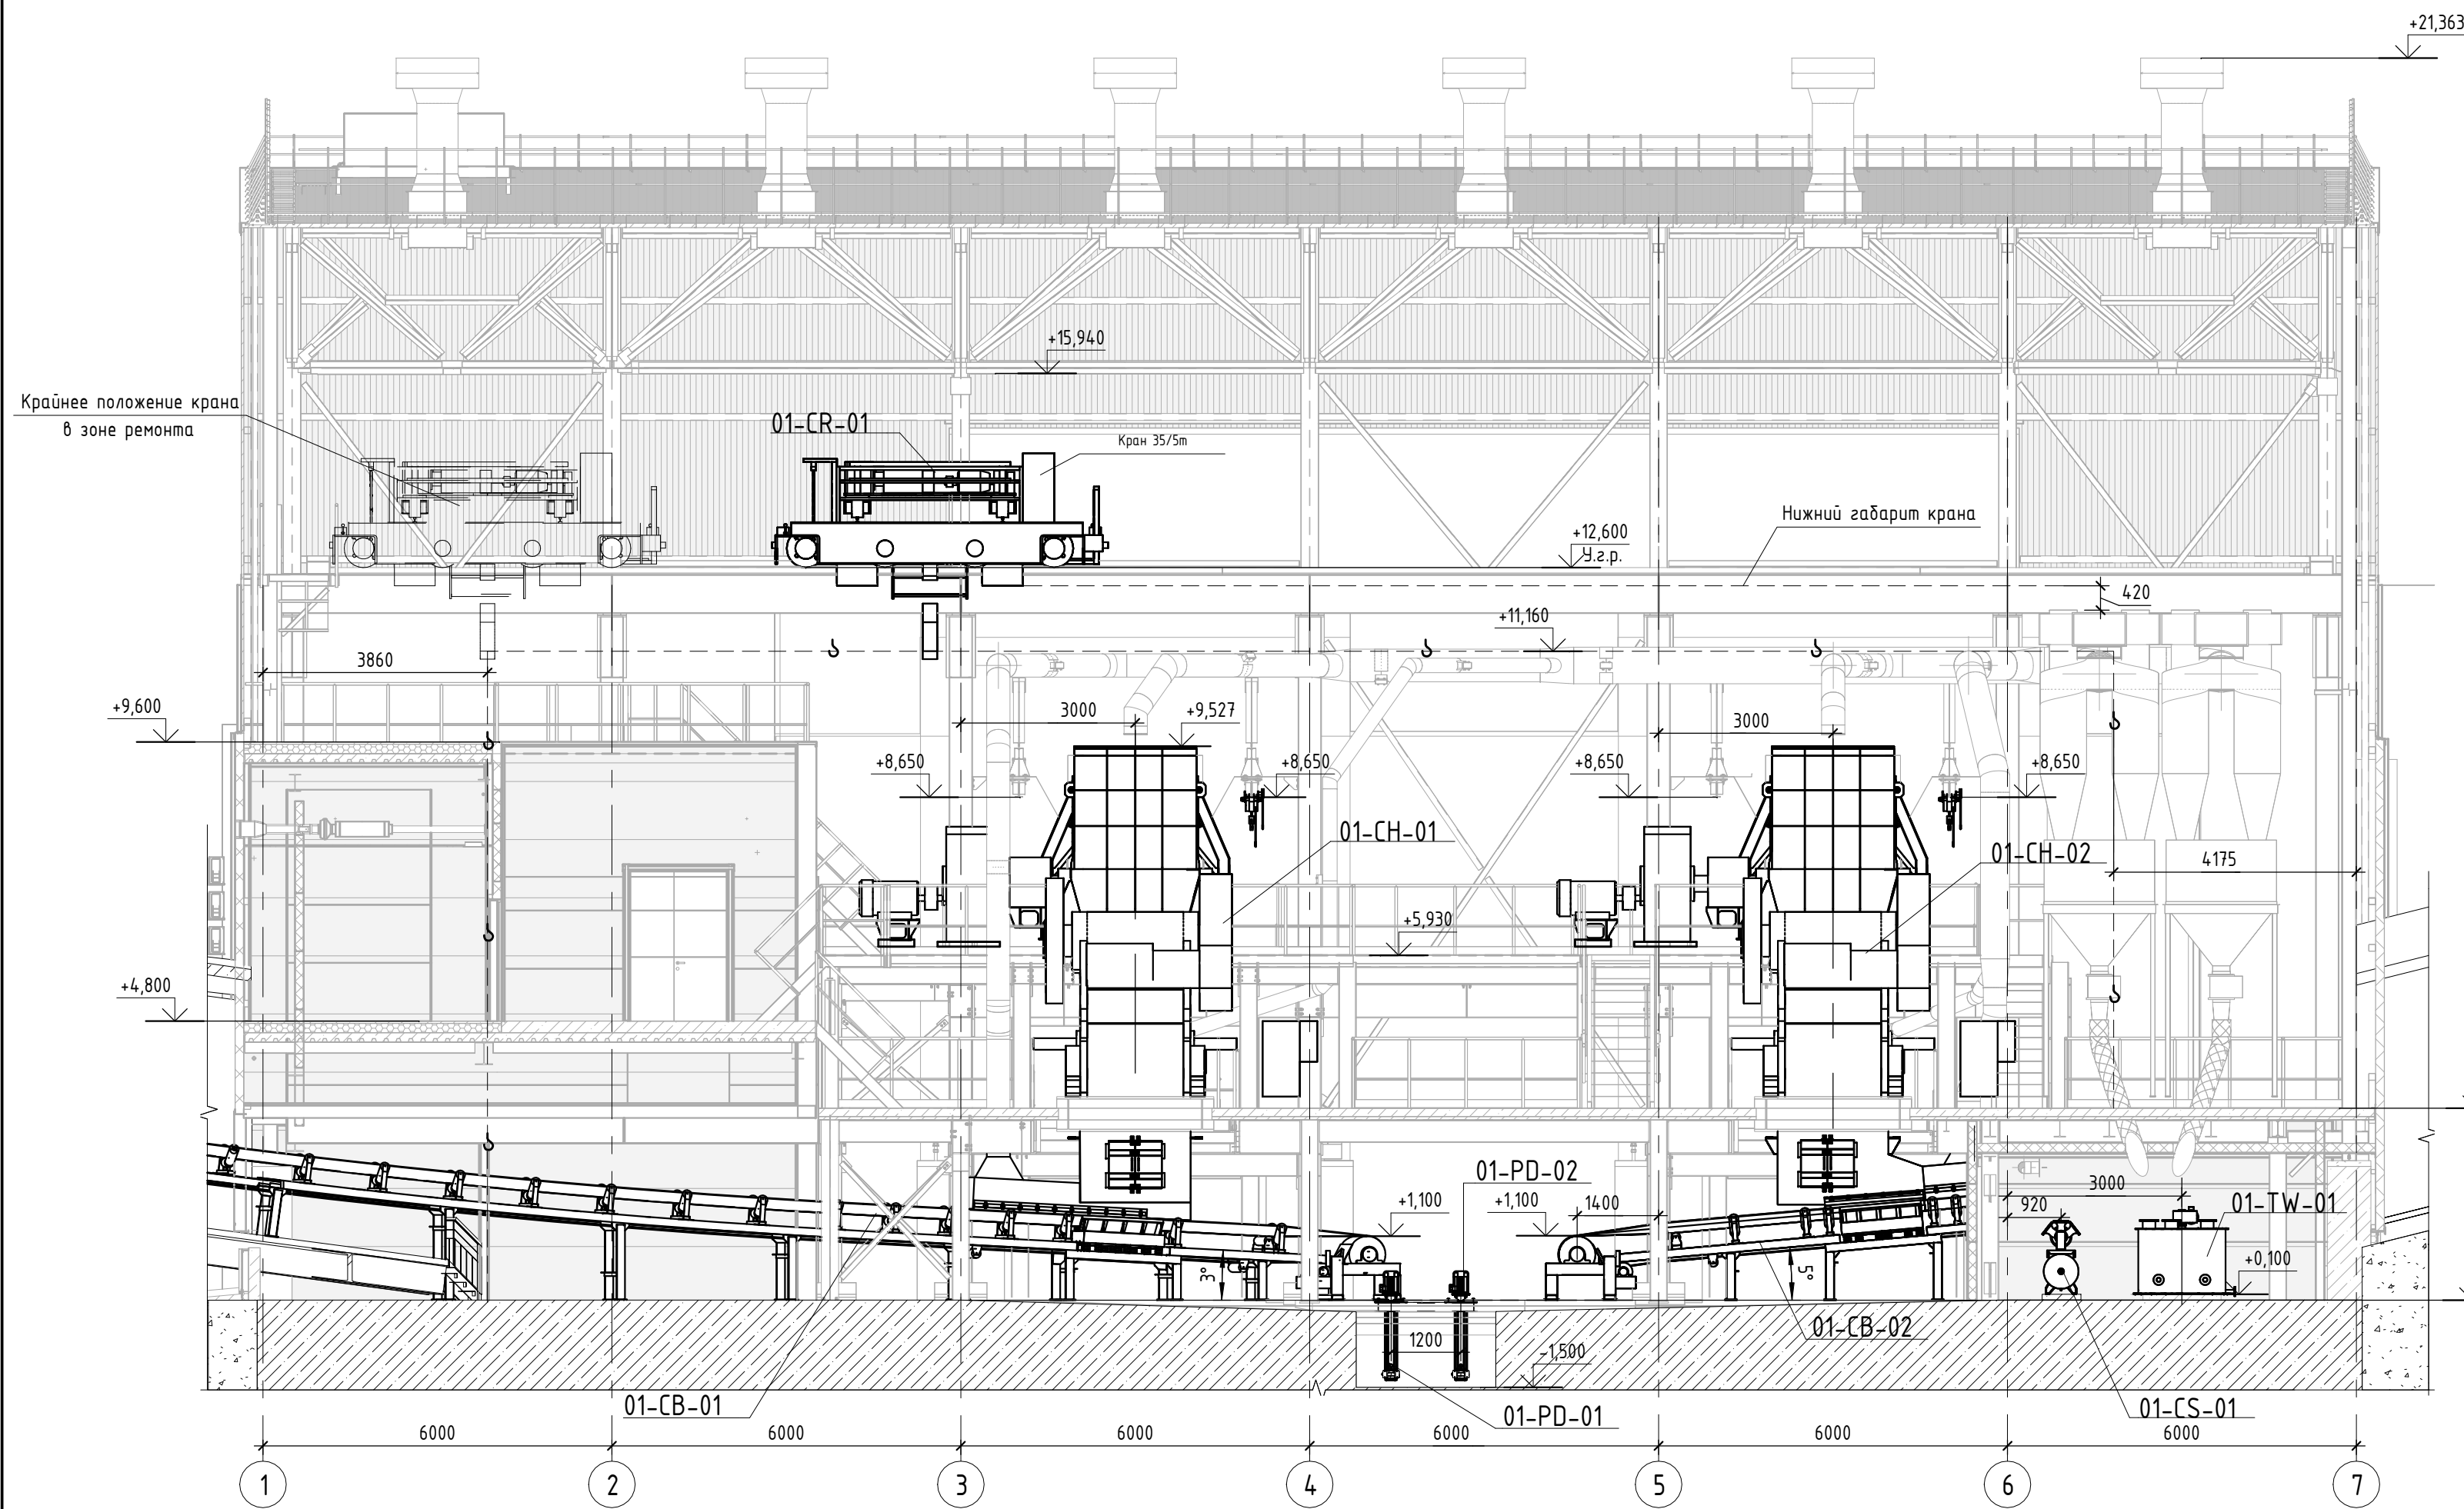 +21,363
+15,940
Крайнее положение крана
в зоне ремонта
01-CR-01
Кран 35/5т
Нижний габарит крана
+12,600
У.г.р.
420
+11,160
3860
+9,600
3000
+9,527
3000
+8,650
+8,650
+8,650
+8,650
01-CH-01
01-CH-02
4175
+5,930
+4,800
01-PD-02
3000
+1,100
+1,100
1400
920
01-TW-01
+0,100
3°
5°
01-CB-02
1200
-1,500
01-CB-01
01-PD-01
01-CS-01
6000
6000
6000
6000
6000
6000
1
2
3
4
5
6
7